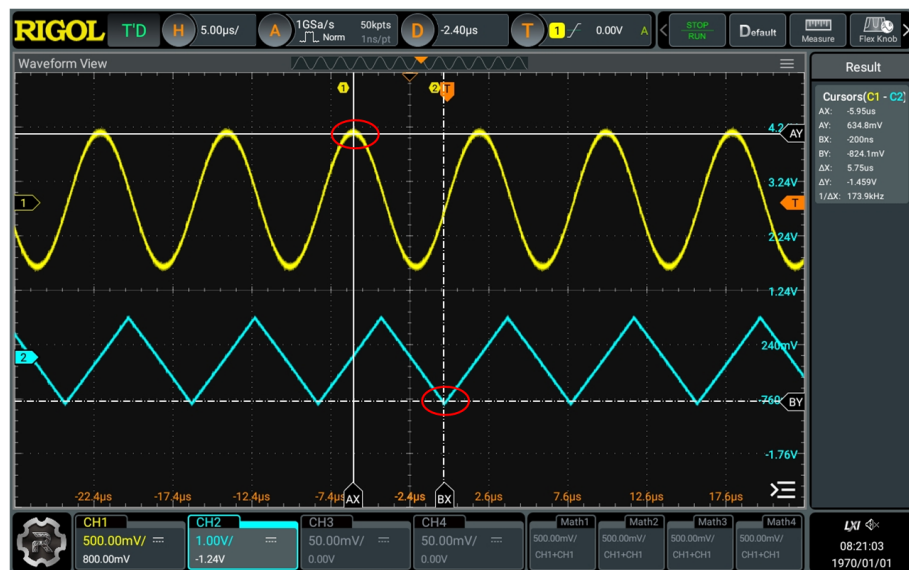 RIGOL T'D H 5.00µs/ A 1GSa/s Norm 50kpts 1ns/pt D -2.40µs T 1 0.00V A STOP RUN Default Measure Flex Knob
Waveform View
Result
1 2 T
Cursors(C1 - C2)
AX: -5.95us
AY: 634.8mV
BX: -200ns
BY: -824.1mV
ΔX: 5.75us
ΔY: -1.459V
1/ΔX: 173.9kHz
4.2 AY
3.24V
1 T
2.24V
1.24V
2 240mV
-760 BY
-1.76V
-22.4µs -17.4µs -12.4µs -7.4µs AX -2.4µs BX 2.6µs 7.6µs 12.6µs 17.6µs
CH1 CH2 CH3 CH4 Math1 Math2 Math3 Math4
500.00mV/ 1.00V/ 50.00mV/ 50.00mV/ 500.00mV/ 500.00mV/ 500.00mV/ 500.00mV/
800.00mV -1.24V 0.00V 0.00V CH1+CH1 CH1+CH1 CH1+CH1 CH1+CH1
LXI
08:21:03
1970/01/01